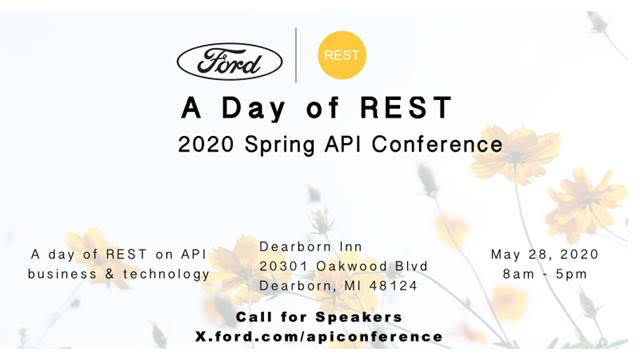 Ford
REST
A Day of REST
2020 Spring API Conference
A day of REST on API
business & technology
Dearborn Inn
20301 Oakwood Blvd
Dearborn, MI 48124
May 28, 2020
8am - 5pm
Call for Speakers
X.ford.com/apiconference